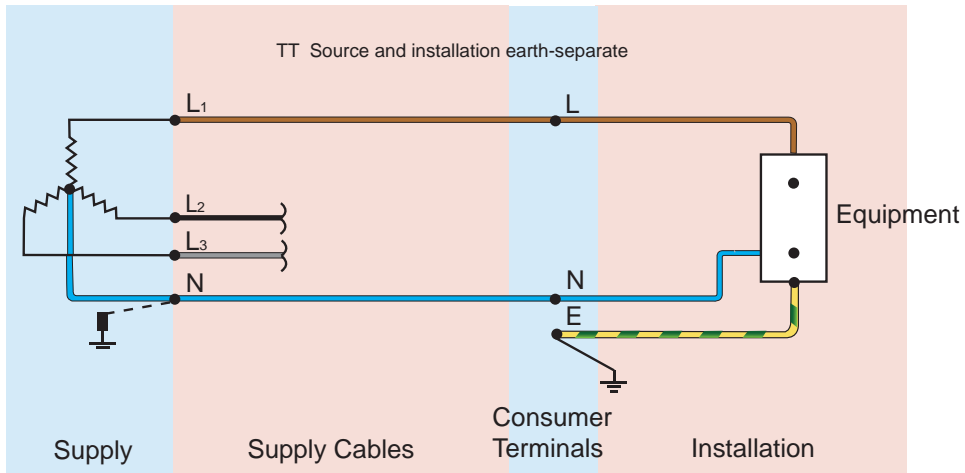 TT Source and installation earth-separate
L1
L
L2
Equipment
L3
N
N
E
Supply
Supply Cables
Consumer
Terminals
Installation